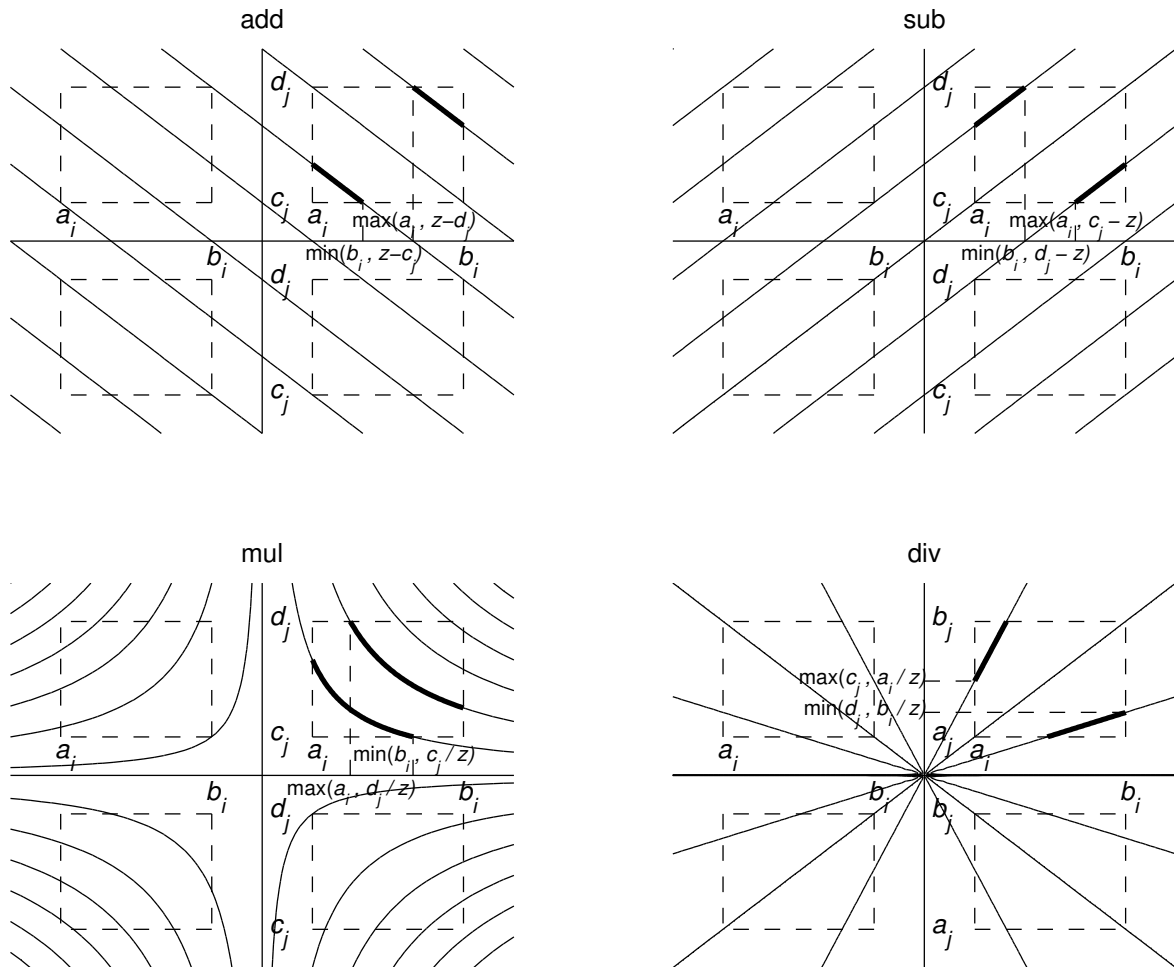 add
d_j
c_j
a_i
a_i
max(a_i , z–d_j)
b_i
min(b_i , z–c_j)
b_i
d_j
c_j
sub
d_j
c_j
a_i
a_i
max(a_i , c_j – z)
b_i
min(b_i , d_j – z)
b_i
d_j
c_j
mul
d_j
c_j
a_i
a_i
min(b_i , c_j / z)
b_i
max(a_i , d_j / z)
b_i
d_j
c_j
div
b_j
max(c_j , a_i / z)
min(d_j , b_i / z)
a_j
a_i
a_i
b_i
b_i
b_j
a_j